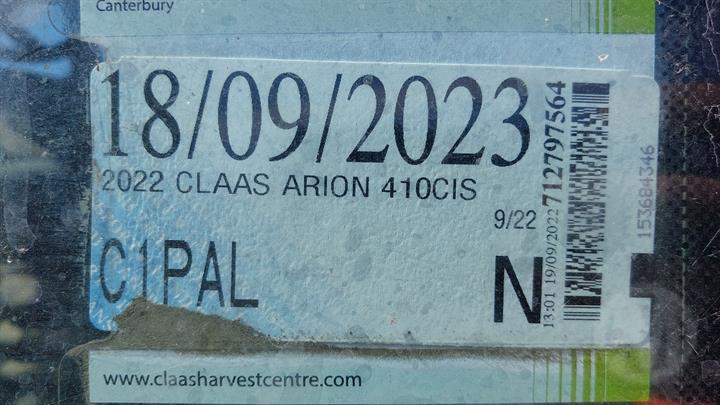 Canterbury
18/09/2023
2022 CLAAS ARION 410CIS
9/22
C1PAL
N
13:01 19/09/2022
712797564
153684346
www.claasharvestcentre.com